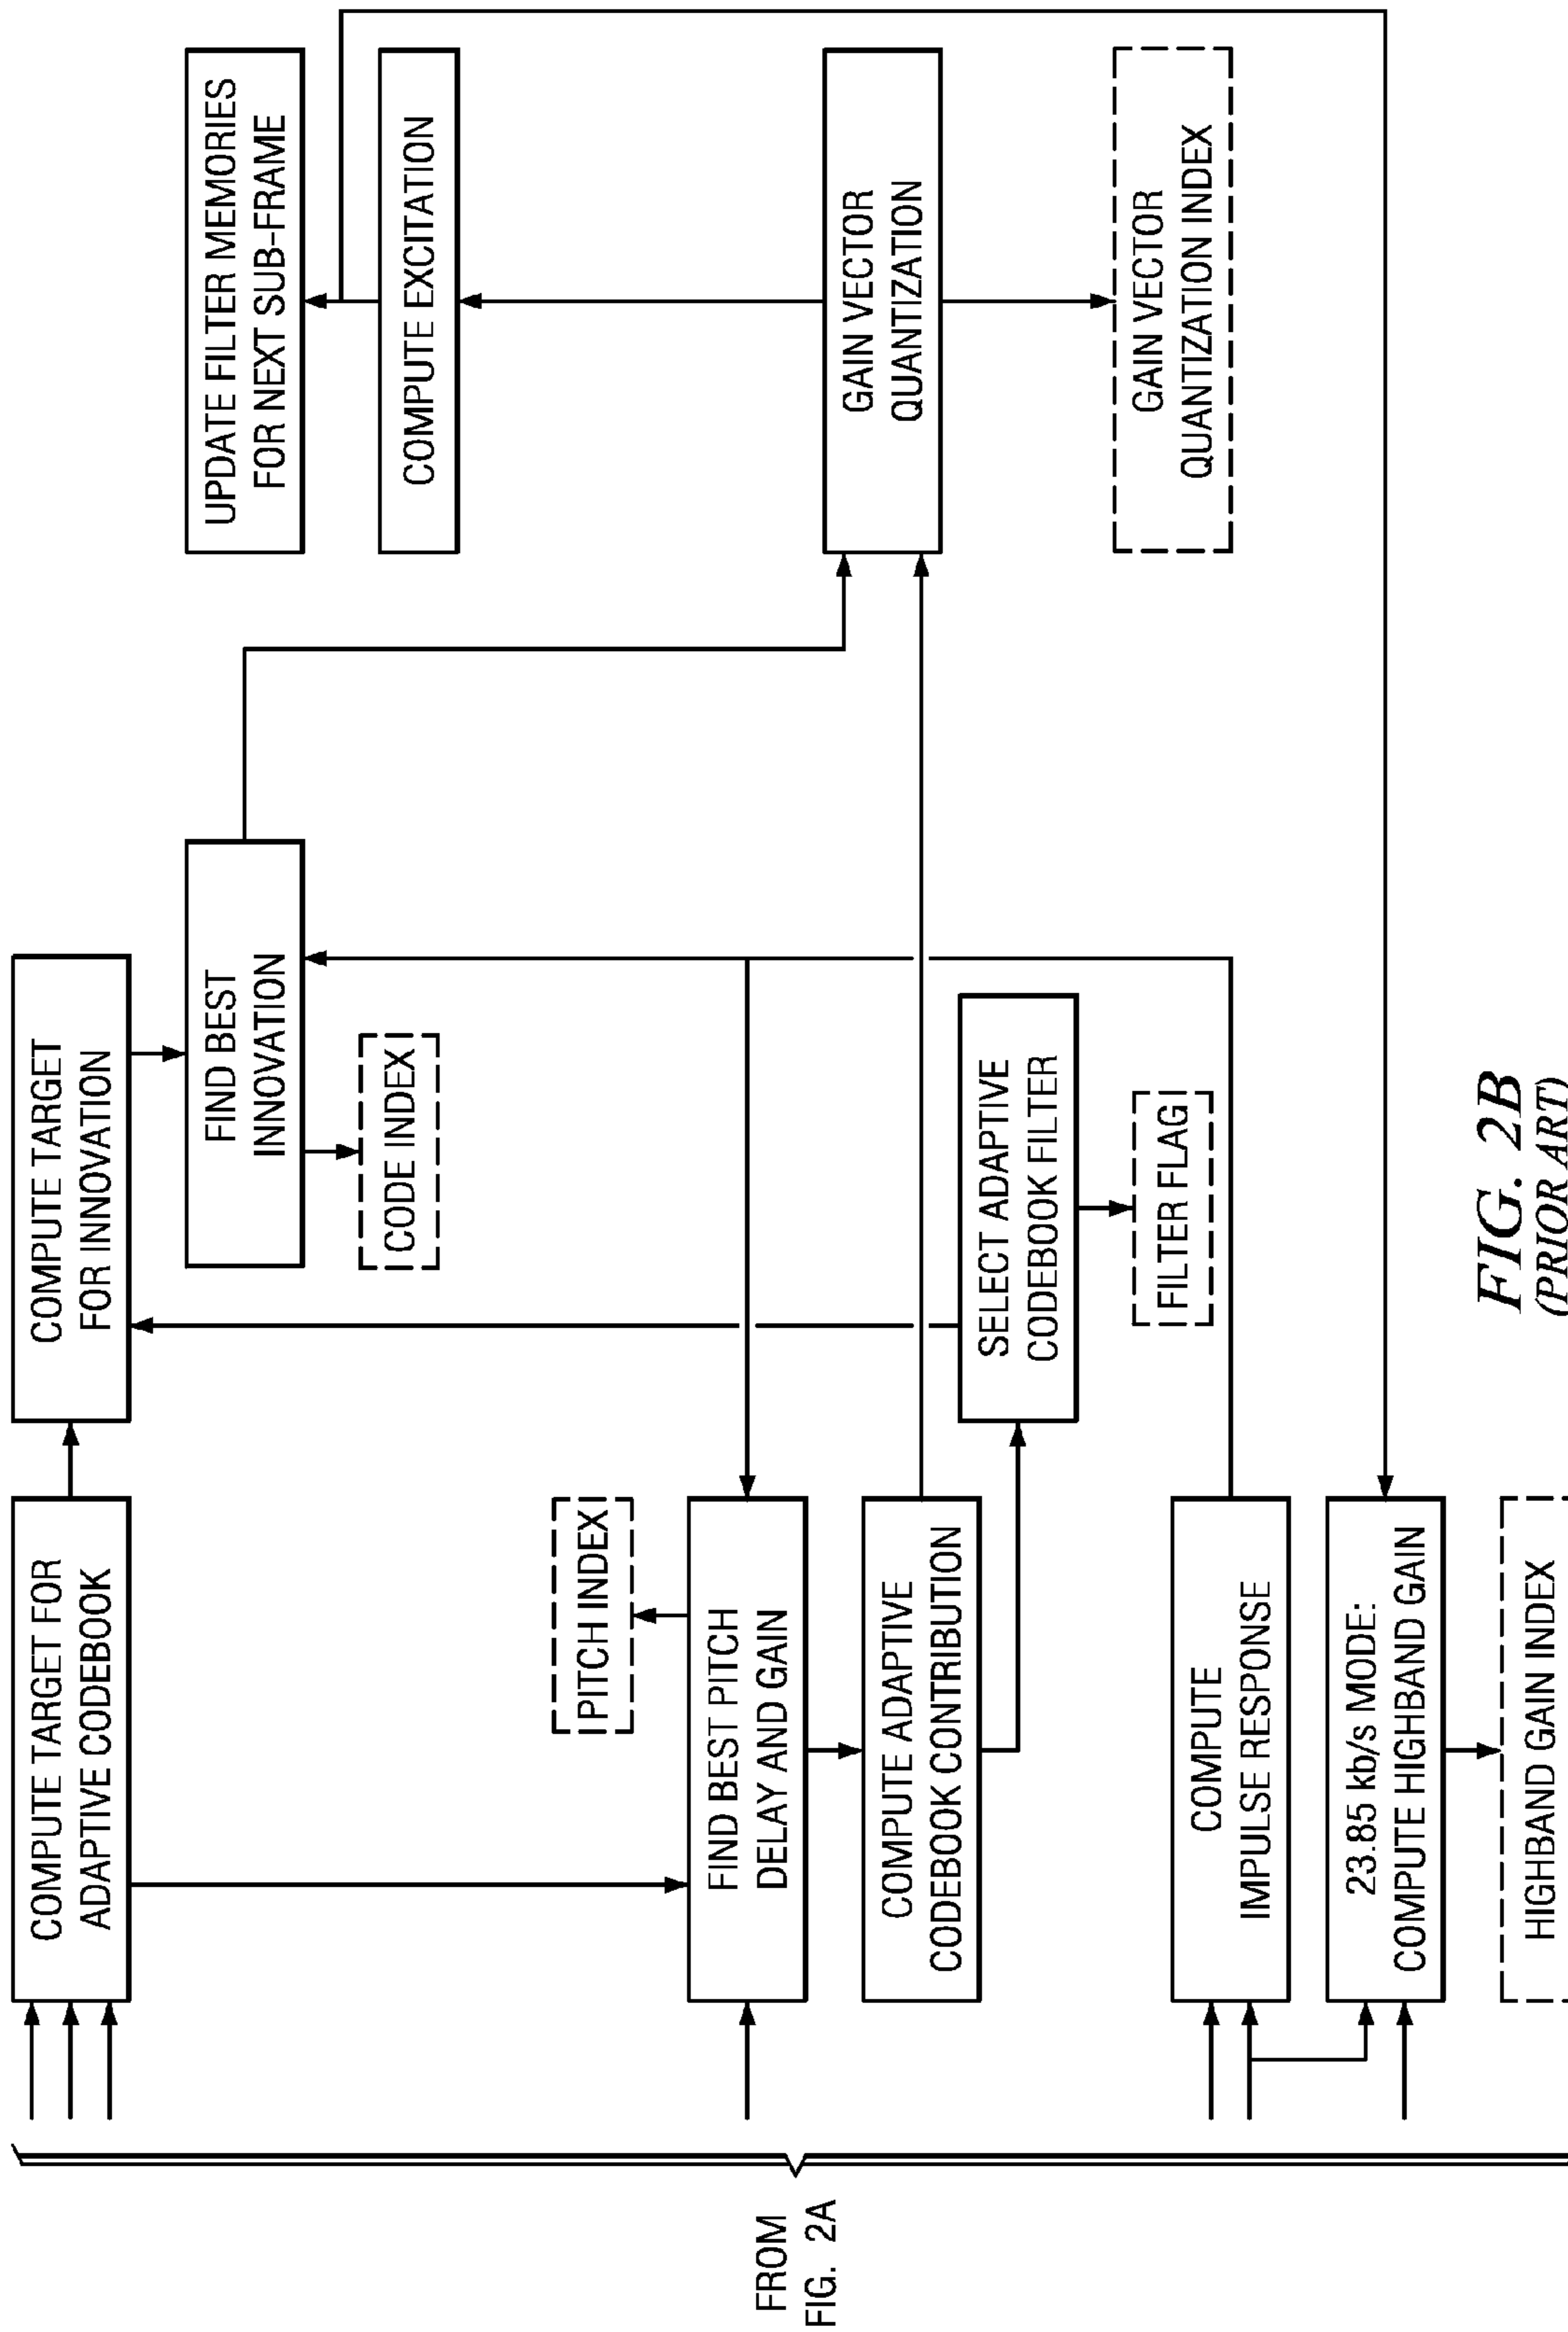 FROM
FIG. 2A
COMPUTE TARGET FOR
ADAPTIVE CODEBOOK
COMPUTE TARGET
FOR INNOVATION
FIND BEST
INNOVATION
CODE INDEX
UPDATE FILTER MEMORIES
FOR NEXT SUB-FRAME
COMPUTE EXCITATION
PITCH INDEX
FIND BEST PITCH
DELAY AND GAIN
COMPUTE ADAPTIVE
CODEBOOK CONTRIBUTION
SELECT ADAPTIVE
CODEBOOK FILTER
FILTER FLAG
GAIN VECTOR
QUANTIZATION
GAIN VECTOR
QUANTIZATION INDEX
COMPUTE
IMPULSE RESPONSE
23.85 kb/s MODE:
COMPUTE HIGHBAND GAIN
HIGHBAND GAIN INDEX
FIG. 2B
(PRIOR ART)